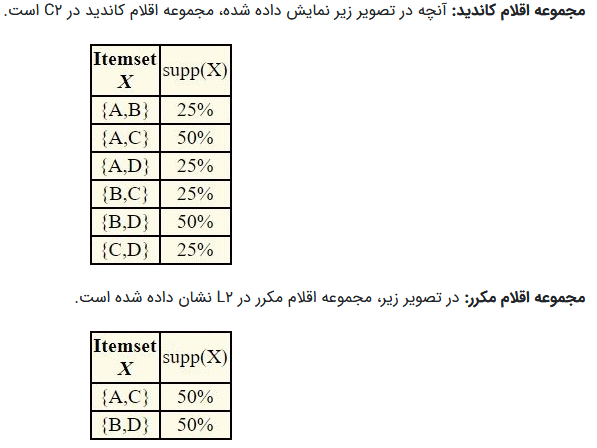 مجموعه اقلام کاندید: آنچه در تصویر زیر نمایش داده شده، مجموعه اقلام کاندید در C۲ است.
Itemset X supp(X)
{A,B} 25%
{A,C} 50%
{A,D} 25%
{B,C} 25%
{B,D} 50%
{C,D} 25%
مجموعه اقلام مکرر: در تصویر زیر، مجموعه اقلام مکرر در L۲ نشان داده شده است.
Itemset X supp(X)
{A,C} 50%
{B,D} 50%